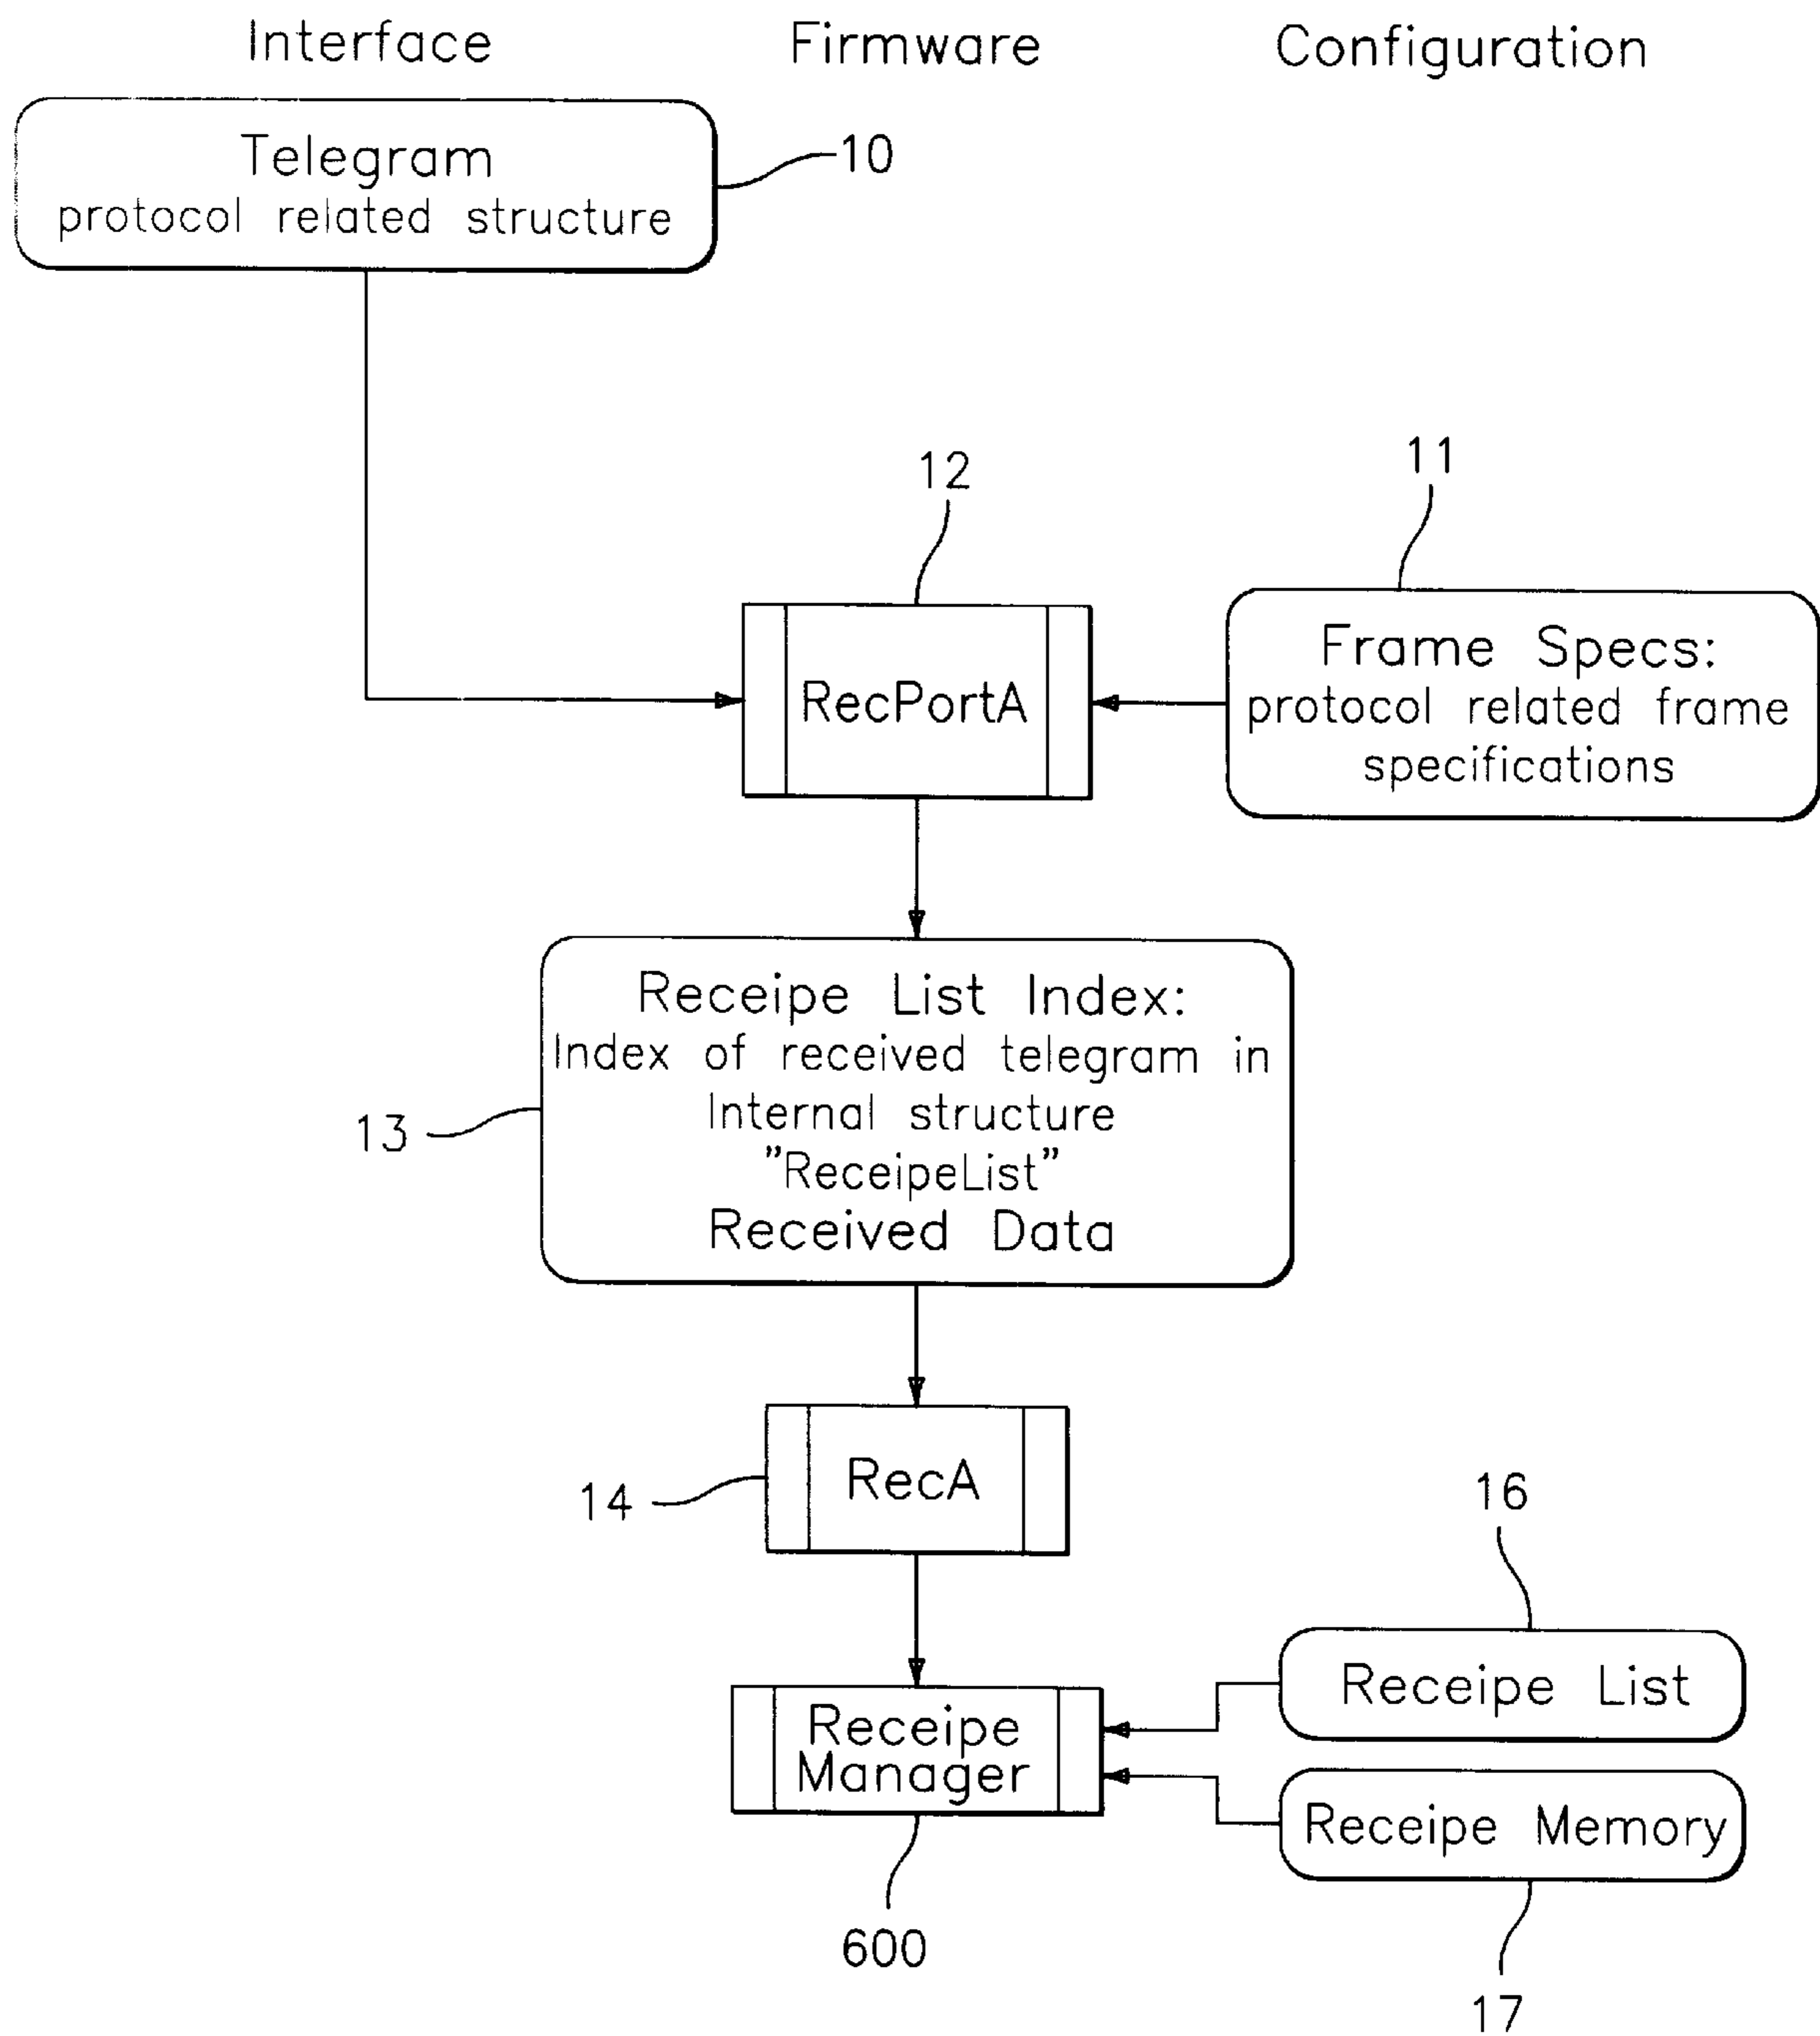 Interface Firmware Configuration
Telegram
protocol related structure
10
12
11
RecPortA
Frame Specs:
protocol related frame
specifications
Receipe List Index:
Index of received telegram in
Internal structure
"ReceipeList"
Received Data
13
RecA
14
16
Receipe List
Receipe
Manager
Receipe Memory
600
17